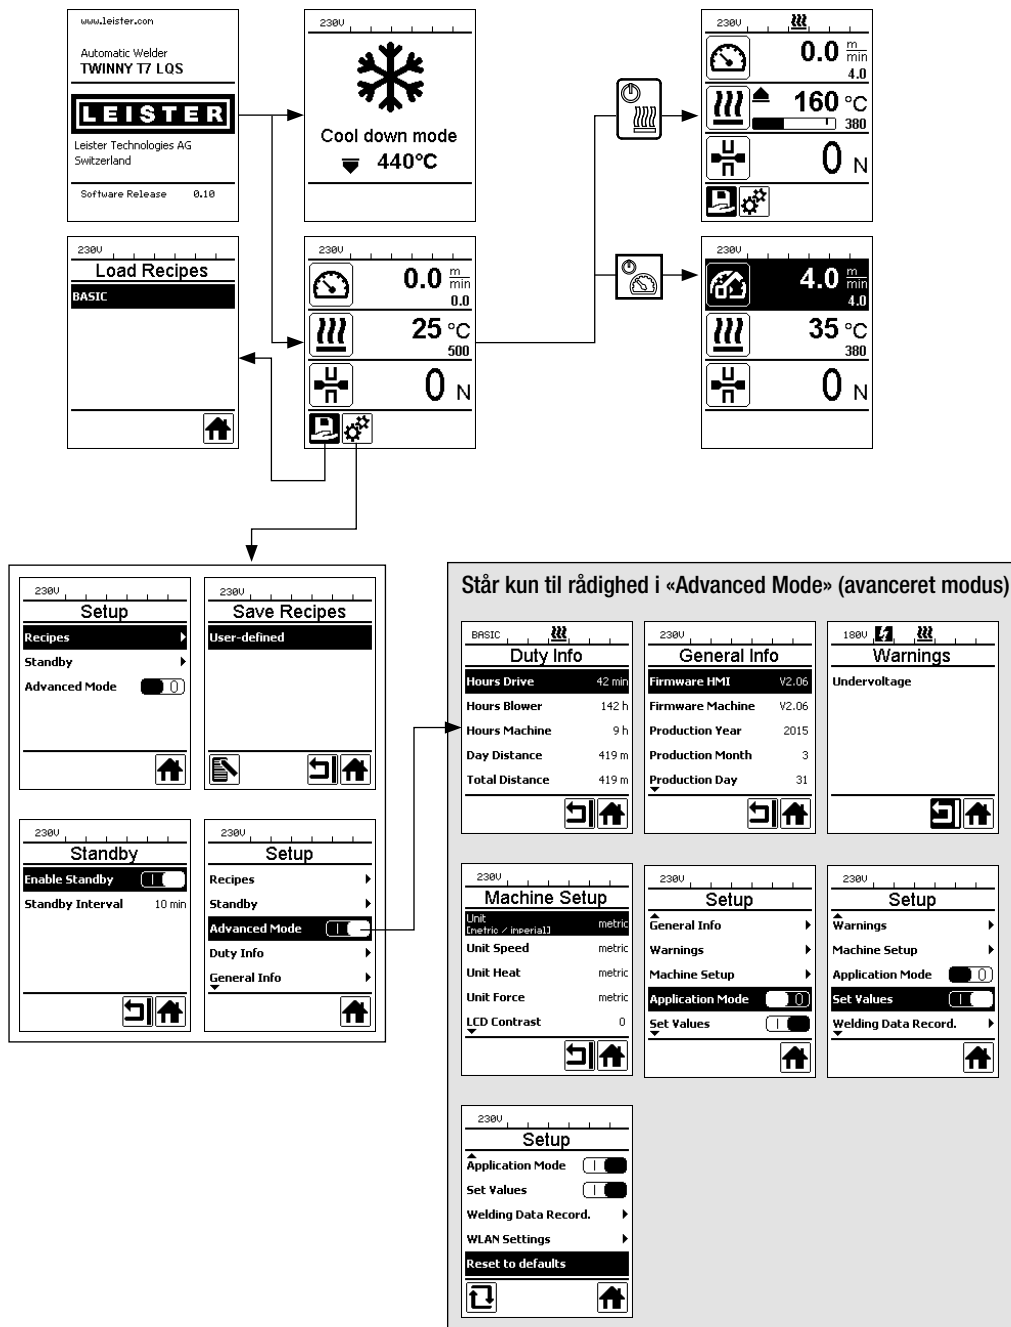 www.leister.com
Automatic Welder
TWINNY T7 LQS
LEISTER
Leister Technologies AG
Switzerland
Software Release 0.10
230V
Cool down mode
440°C
230V
0.0 m/min
4.0
160 °C
380
0 N
230V
Load Recipes
BASIC
230V
0.0 m/min
0.0
25 °C
500
0 N
230V
4.0 m/min
4.0
35 °C
380
0 N
230V
Setup
Recipes
Standby
Advanced Mode 0
230V
Save Recipes
User-defined
230V
Standby
Enable Standby I
Standby Interval 10 min
230V
Setup
Recipes
Standby
Advanced Mode I
Duty Info
General Info
Står kun til rådighed i «Advanced Mode» (avanceret modus)
BASIC
Duty Info
Hours Drive 42 min
Hours Blower 142 h
Hours Machine 9 h
Day Distance 419 m
Total Distance 419 m
230V
General Info
Firmware HMI V2.06
Firmware Machine V2.06
Production Year 2015
Production Month 3
Production Day 31
180V
Warnings
Undervoltage
230V
Machine Setup
Unit metric
[metric / inperial]
Unit Speed metric
Unit Heat metric
Unit Force metric
LCD Contrast 0
230V
Setup
General Info
Warnings
Machine Setup
Application Mode 0
Set Values I
230V
Setup
Warnings
Machine Setup
Application Mode 0
Set Values I
Welding Data Record.
230V
Setup
Application Mode I
Set Values I
Welding Data Record.
WLAN Settings
Reset to defaults